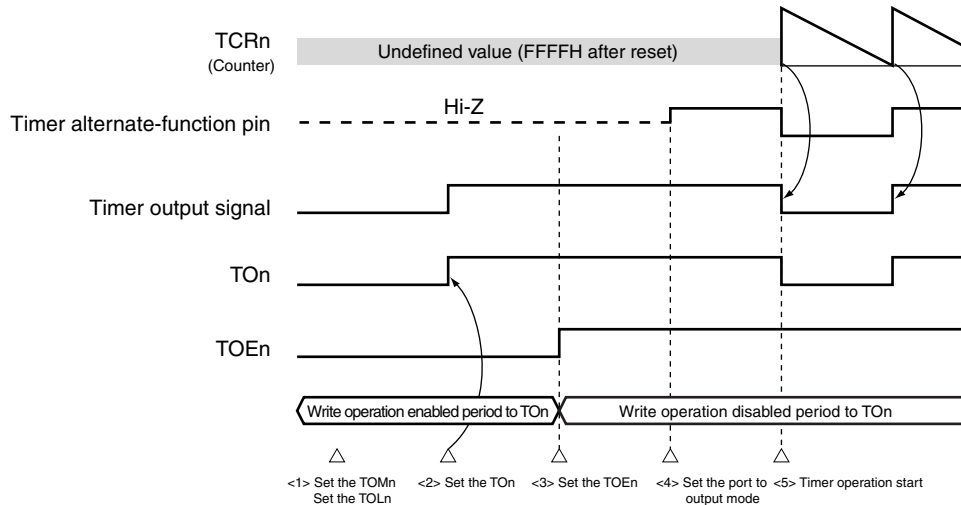 TCRn
(Counter)
Undefined value (FFFFH after reset)
Hi-Z
Timer alternate-function pin
Timer output signal
TOn
TOEn
Write operation enabled period to TOn
Write operation disabled period to TOn
<1> Set the TOMn
Set the TOLn
<2> Set the TOn
<3> Set the TOEn
<4> Set the port to
output mode
<5> Timer operation start